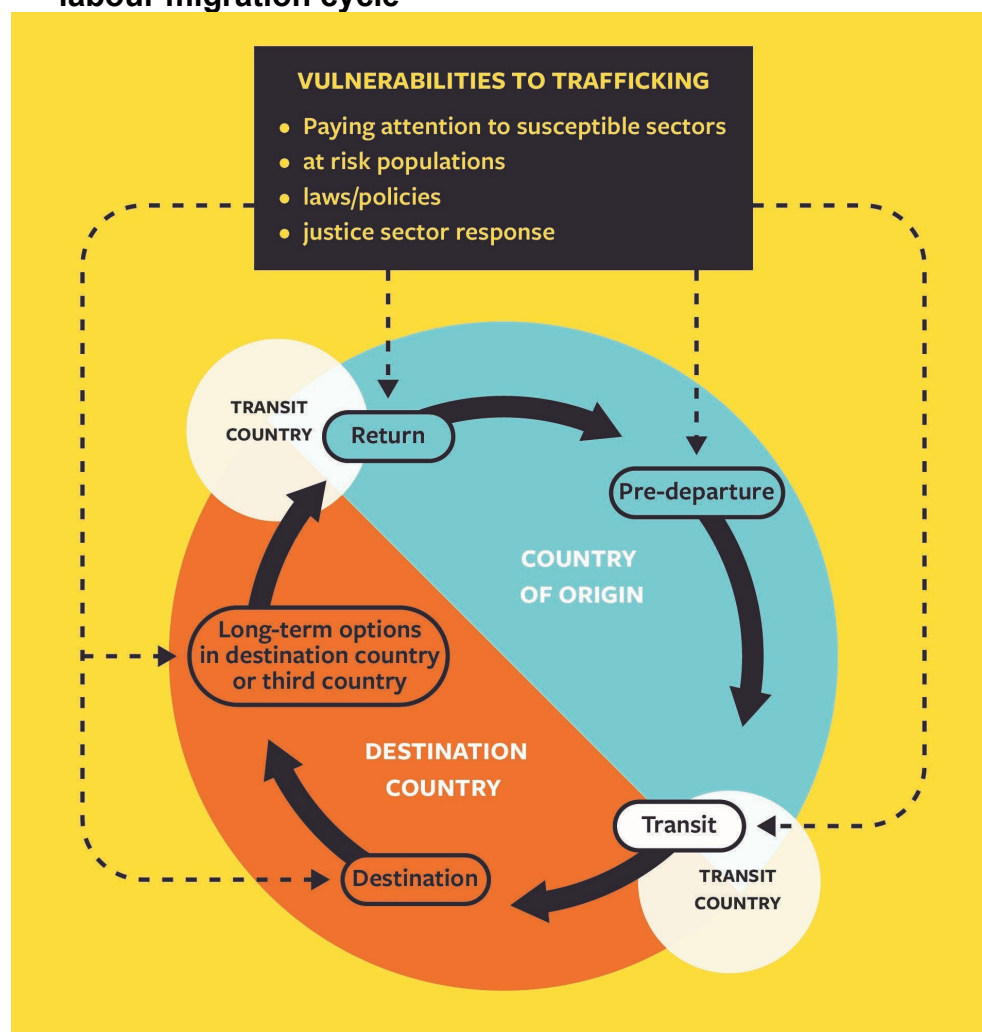 labour migration cycle
VULNERABILITIES TO TRAFFICKING
• Paying attention to susceptible sectors
• at risk populations
• laws/policies
• justice sector response
TRANSIT
COUNTRY
Return
Pre-departure
COUNTRY
OF ORIGIN
Long-term options
in destination country
or third country
DESTINATION
COUNTRY
Transit
Destination
TRANSIT
COUNTRY